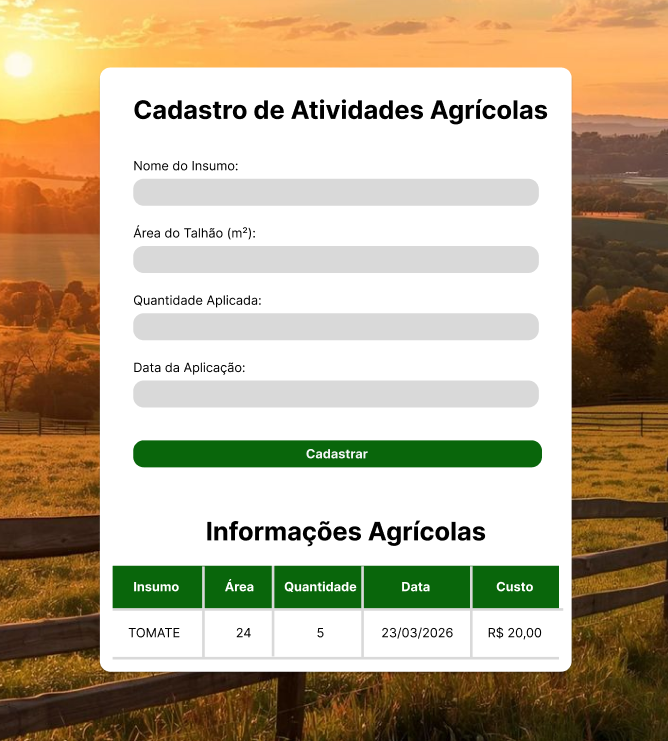 Cadastro de Atividades Agrícolas
Nome do Insumo:
Área do Talhão (m²):
Quantidade Aplicada:
Data da Aplicação:
Cadastrar
Informações Agrícolas
Insumo Área Quantidade Data Custo
TOMATE 24 5 23/03/2026 R$ 20,00